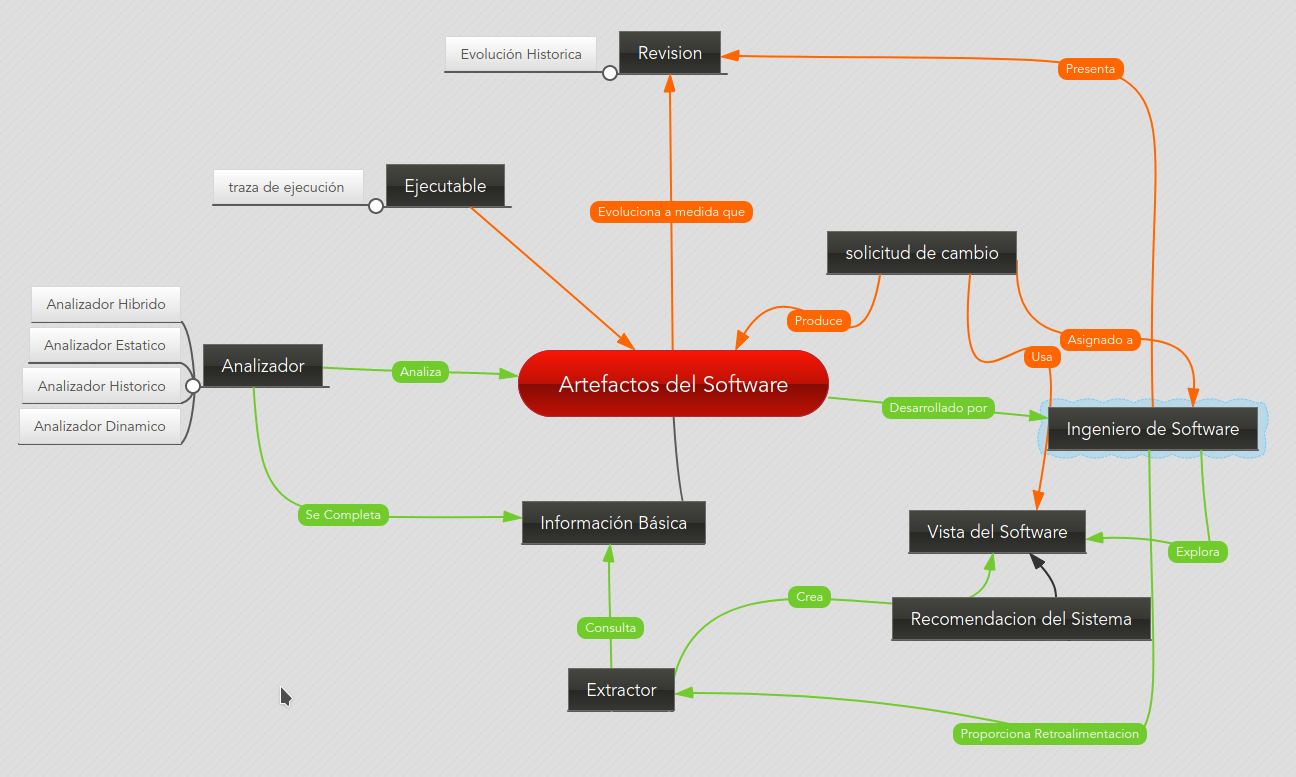 Evolución Historica
Revision
Presenta
traza de ejecución
Ejecutable
Evoluciona a medida que
solicitud de cambio
Analizador Hibrido
Produce
Analizador Estatico
Asignado a
Usa
Analizador
Analiza
Artefactos del Software
Analizador Historico
Desarrollado por
Analizador Dinamico
Ingeniero de Software
Se Completa
Información Básica
Vista del Software
Explora
Crea
Recomendacion del Sistema
Consulta
Extractor
Proporciona Retroalimentacion